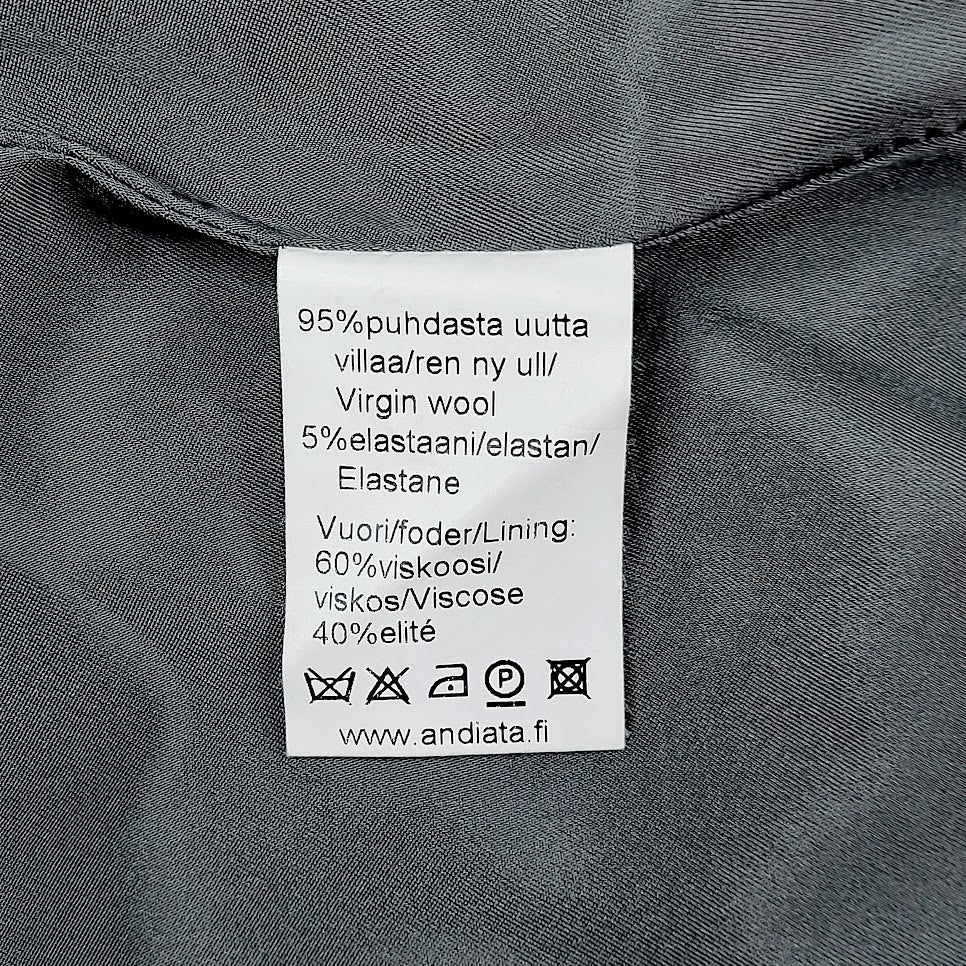 95%puhdasta uutta
villaa/ren ny ull/
Virgin wool
5%elastaani/elastan/
Elastane
Vuori/foder/Lining:
60%viskoosi/
viskos/Viscose
40%elité
P
www.andiata.fi